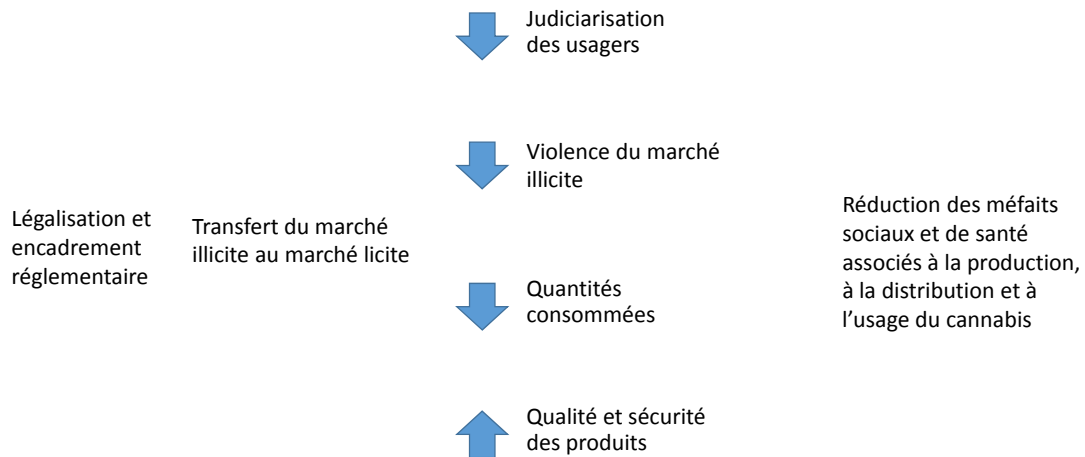 Légalisation et
encadrement
réglementaire
Transfert du marché
illicite au marché licite
Judiciarisation
des usagers
Violence du marché
illicite
Quantités
consommées
Qualité et sécurité
des produits
Réduction des méfaits
sociaux et de santé
associés à la production,
à la distribution et à
l’usage du cannabis